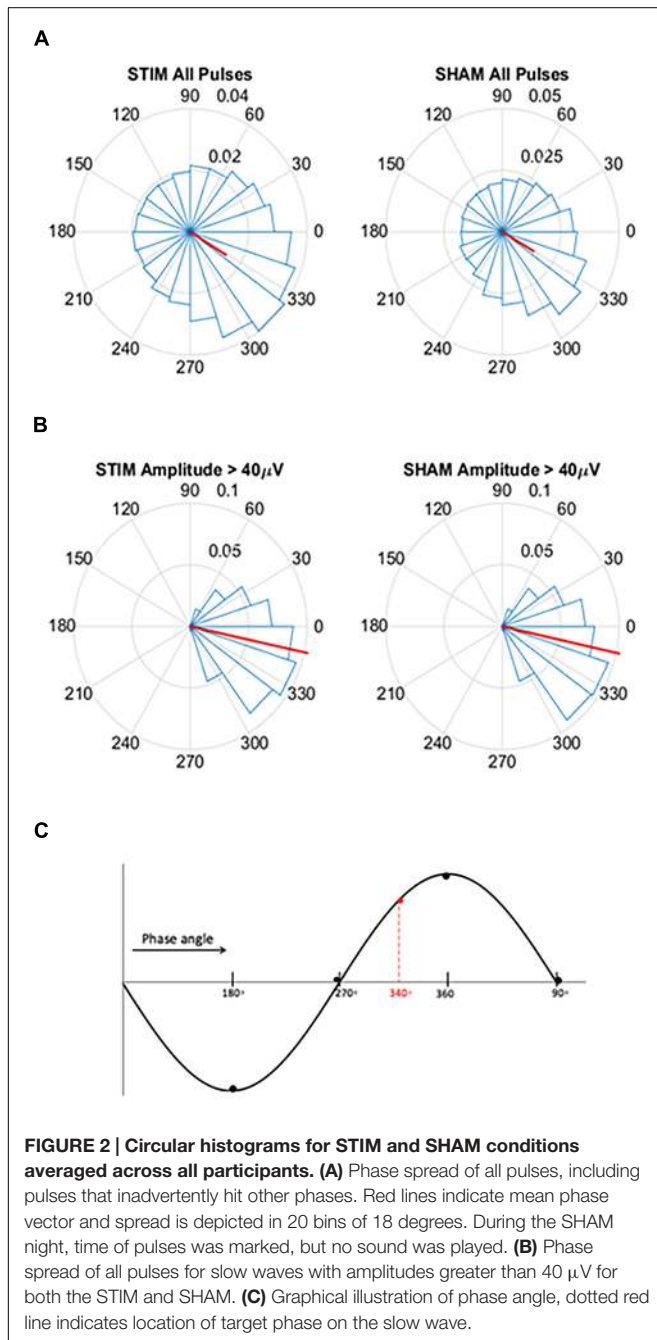 A
STIM All Pulses
SHAM All Pulses
90 0.04
120 60
150 0.02 30
180 0
210 330
240 300
270
90 0.05
120 60
150 0.025 30
180 0
210 330
240 300
270
B
STIM Amplitude > 40μV
SHAM Amplitude > 40μV
90 0.1
120 60
150 0.05 30
180 0
210 330
240 300
270
90 0.1
120 60
150 0.05 30
180 0
210 330
240 300
270
C
Phase angle
180° 270° 340° 360 90°
FIGURE 2 | Circular histograms for STIM and SHAM conditions
averaged across all participants. (A) Phase spread of all pulses, including
pulses that inadvertently hit other phases. Red lines indicate mean phase
vector and spread is depicted in 20 bins of 18 degrees. During the SHAM
night, time of pulses was marked, but no sound was played. (B) Phase
spread of all pulses for slow waves with amplitudes greater than 40 μV for
both the STIM and SHAM. (C) Graphical illustration of phase angle, dotted red
line indicates location of target phase on the slow wave.